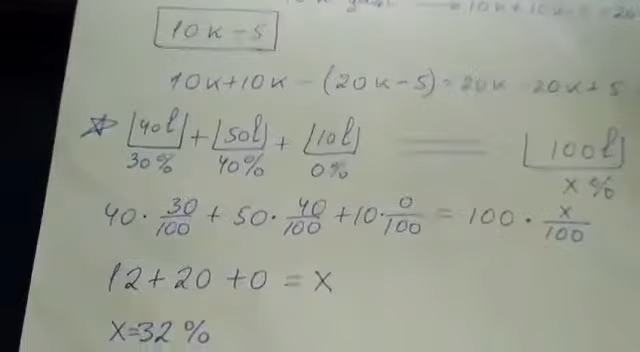 10k-5
10k+10k-(20k-5)=20k-20k+5
40l + 50l + 10l = 100l
30% 40% 0% x%
40 · 30/100 + 50 · 40/100 + 10 · 0/100 = 100 · x/100
12+20+0=x
x=32%